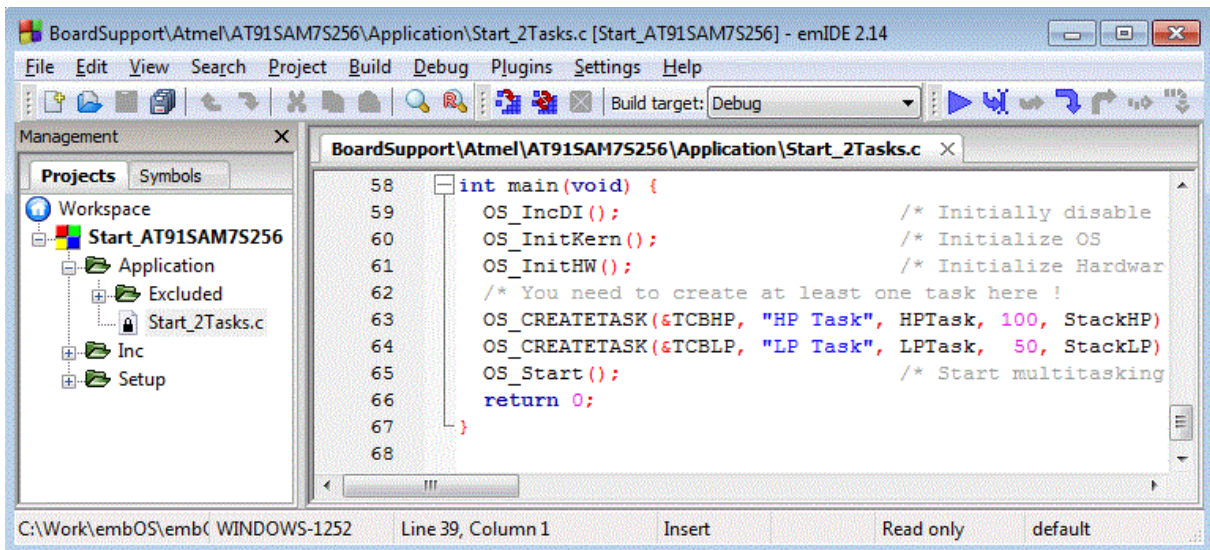 BoardSupport\Atmel\AT91SAM7S256\Application\Start_2Tasks.c [Start_AT91SAM7S256] - emIDE 2.14
File Edit View Search Project Build Debug Plugins Settings Help
Build target: Debug
Management X
Projects Symbols
Workspace
Start_AT91SAM7S256
Application
Excluded
Start_2Tasks.c
Inc
Setup
BoardSupport\Atmel\AT91SAM7S256\Application\Start_2Tasks.c
58 int main(void) {
59 OS_IncDI(); /* Initially disable
60 OS_InitKern(); /* Initialize OS
61 OS_InitHW(); /* Initialize Hardwar
62 /* You need to create at least one task here !
63 OS_CREATETASK(&TCBHP, "HP Task", HPTask, 100, StackHP)
64 OS_CREATETASK(&TCBLP, "LP Task", LPTask, 50, StackLP)
65 OS_Start(); /* Start multitasking
66 return 0;
67 }
68
C:\Work\embOS\emb( WINDOWS-1252 Line 39, Column 1 Insert Read only default